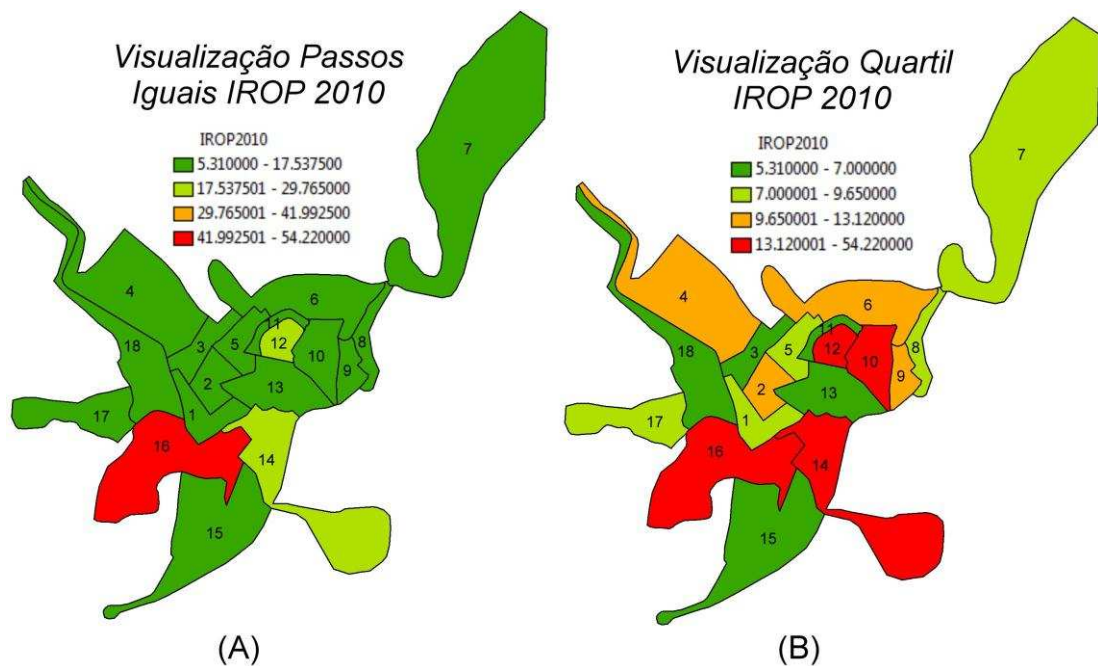 Visualização Passos
Iguais IROP 2010
IROP2010
5.310000 - 17.537500
17.537501 - 29.765000
29.765001 - 41.992500
41.992501 - 54.220000
7
4
6
11
18
3
5
12
10
8
9
2
13
17
1
16
14
15
(A)
Visualização Quartil
IROP 2010
IROP2010
5.310000 - 7.000000
7.000001 - 9.650000
9.650001 - 13.120000
13.120001 - 54.220000
7
4
6
11
18
3
5
12
10
8
9
2
13
17
1
16
14
15
(B)